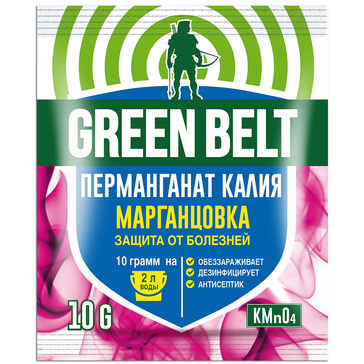 GREEN BELT
ПЕРМАНГАНАТ КАЛИЯ
МАРГАНЦОВКА
ЗАЩИТА ОТ БОЛЕЗНЕЙ
10 грамм на
2 л
ВОДЫ
ОБЕЗЗАРАЖИВАЕТ
ДЕЗИНФИЦИРУЕТ
АНТИСЕПТИК
10 G
KMnO4